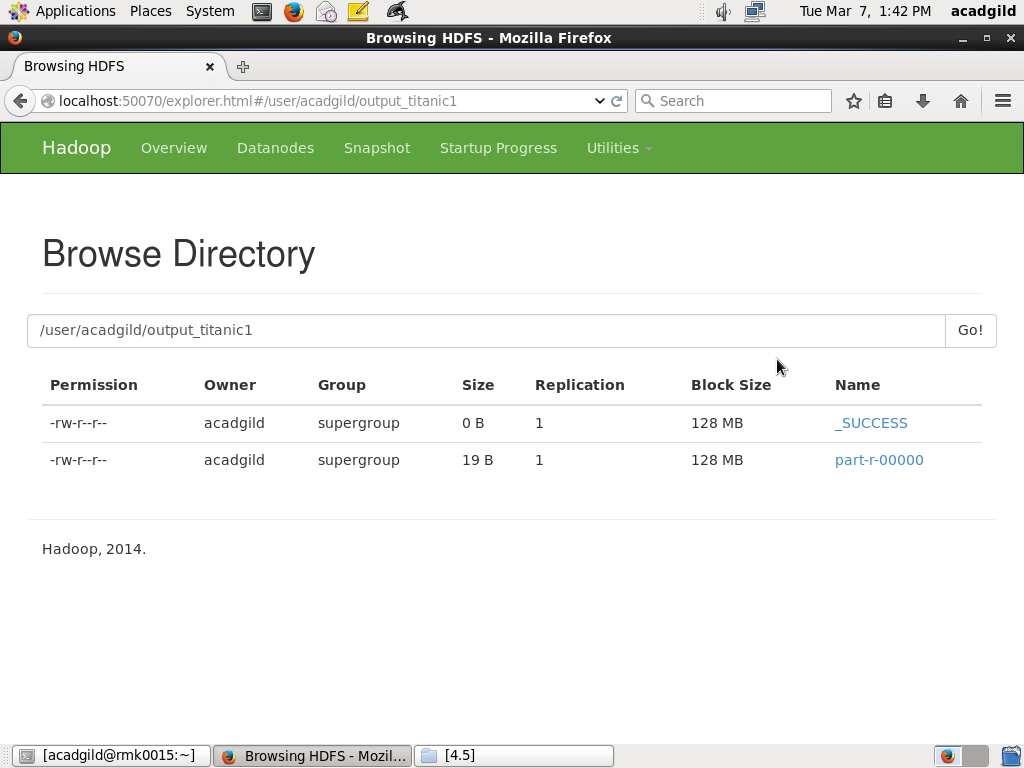 Applications Places System Tue Mar 7, 1:42 PM acadgild
Browsing HDFS - Mozilla Firefox
Browsing HDFS
localhost:50070/explorer.html#/user/acadgild/output_titanic1 Search
Hadoop Overview Datanodes Snapshot Startup Progress Utilities
Browse Directory
/user/acadgild/output_titanic1 Go!
Permission Owner Group Size Replication Block Size Name
-rw-r--r-- acadgild supergroup 0 B 1 128 MB _SUCCESS
-rw-r--r-- acadgild supergroup 19 B 1 128 MB part-r-00000
Hadoop, 2014.
[acadgild@rmk0015:~] Browsing HDFS - Mozil... [4.5]